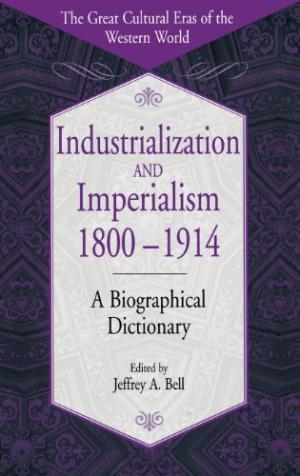 The Great Cultural Eras of the
Western World
Industrialization
AND
Imperialism
1800–1914
A Biographical
Dictionary
Edited by
Jeffrey A. Bell